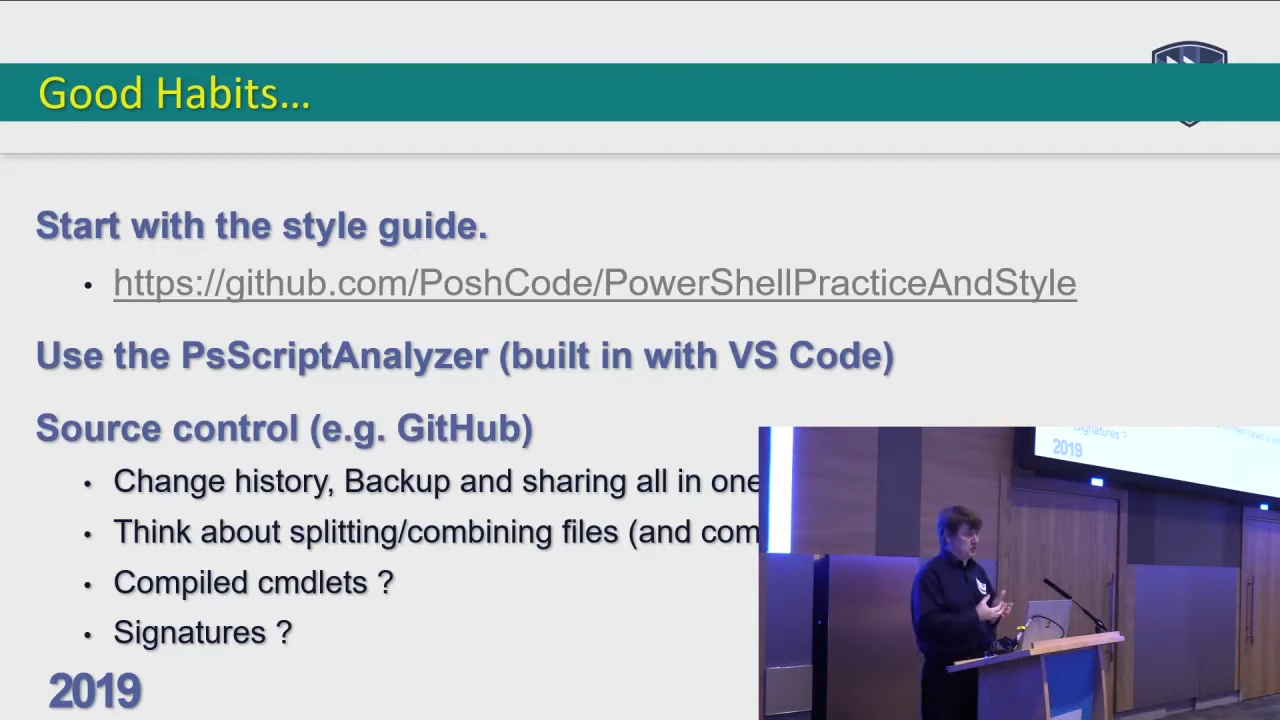 Good Habits…
Start with the style guide.
• https://github.com/PoshCode/PowerShellPracticeAndStyle
Use the PsScriptAnalyzer (built in with VS Code)
Source control (e.g. GitHub)
• Change history, Backup and sharing all in one
• Think about splitting/combining files (and com
• Compiled cmdlets ?
• Signatures ?
2019
Signatures ?
2019